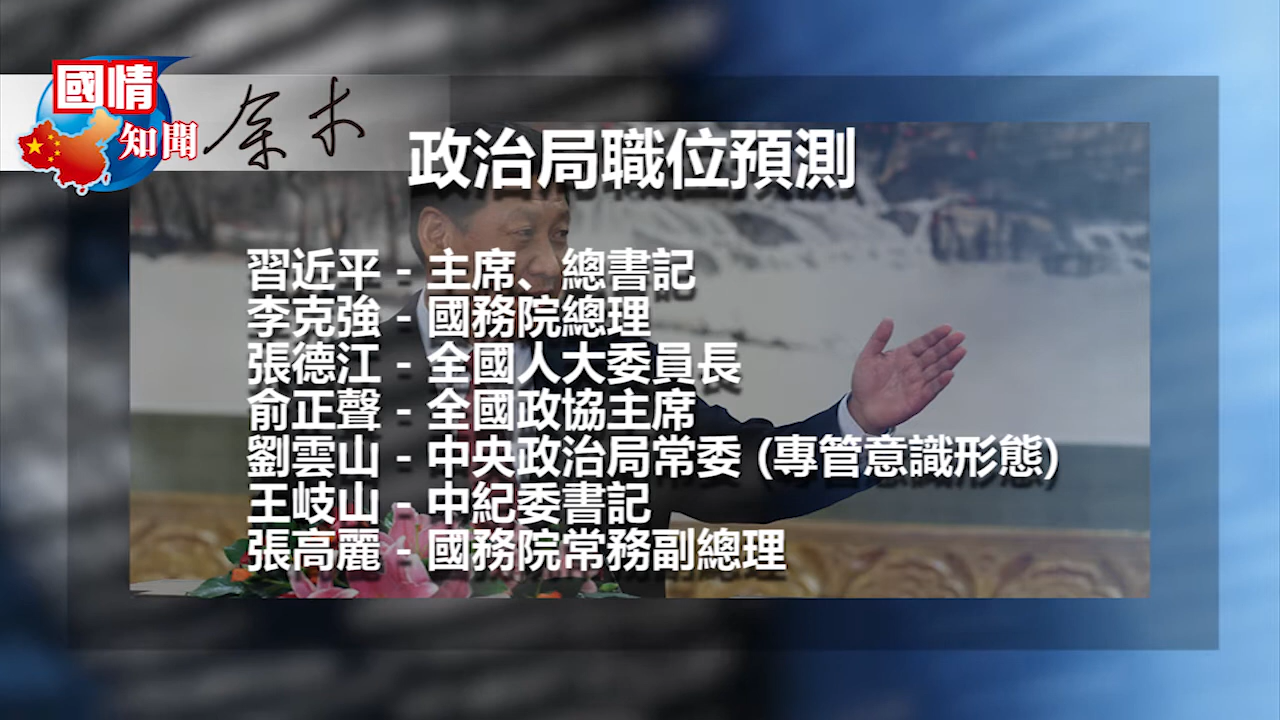 國情
知聞
余木
政治局職位預測
習近平 - 主席、總書記
李克強 - 國務院總理
張德江 - 全國人大委員長
俞正聲 - 全國政協主席
劉雲山 - 中央政治局常委 (專管意識形態)
王岐山 - 中紀委書記
張高麗 - 國務院常務副總理